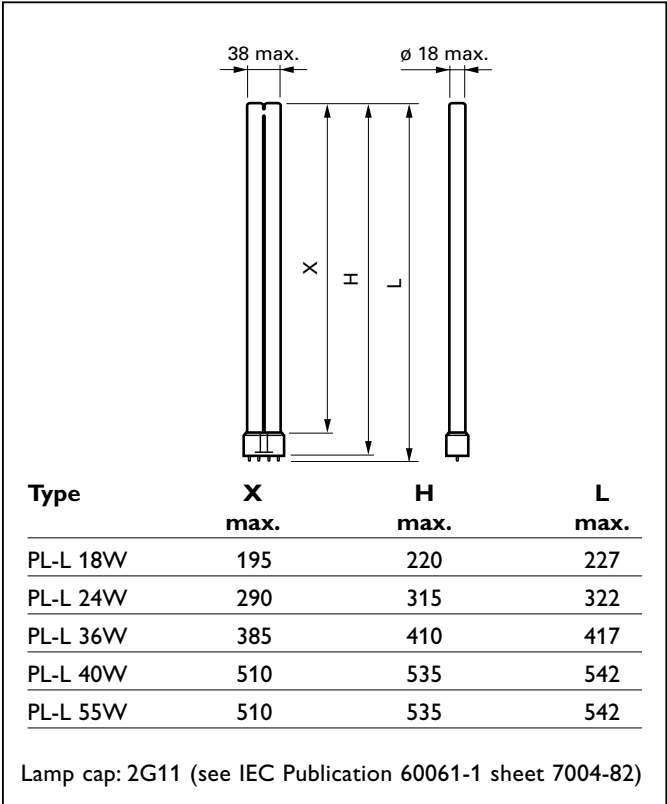 38 max.
ø 18 max.
X
H
L
Type X H L
max. max. max.
PL-L 18W 195 220 227
PL-L 24W 290 315 322
PL-L 36W 385 410 417
PL-L 40W 510 535 542
PL-L 55W 510 535 542
Lamp cap: 2G11 (see IEC Publication 60061-1 sheet 7004-82)